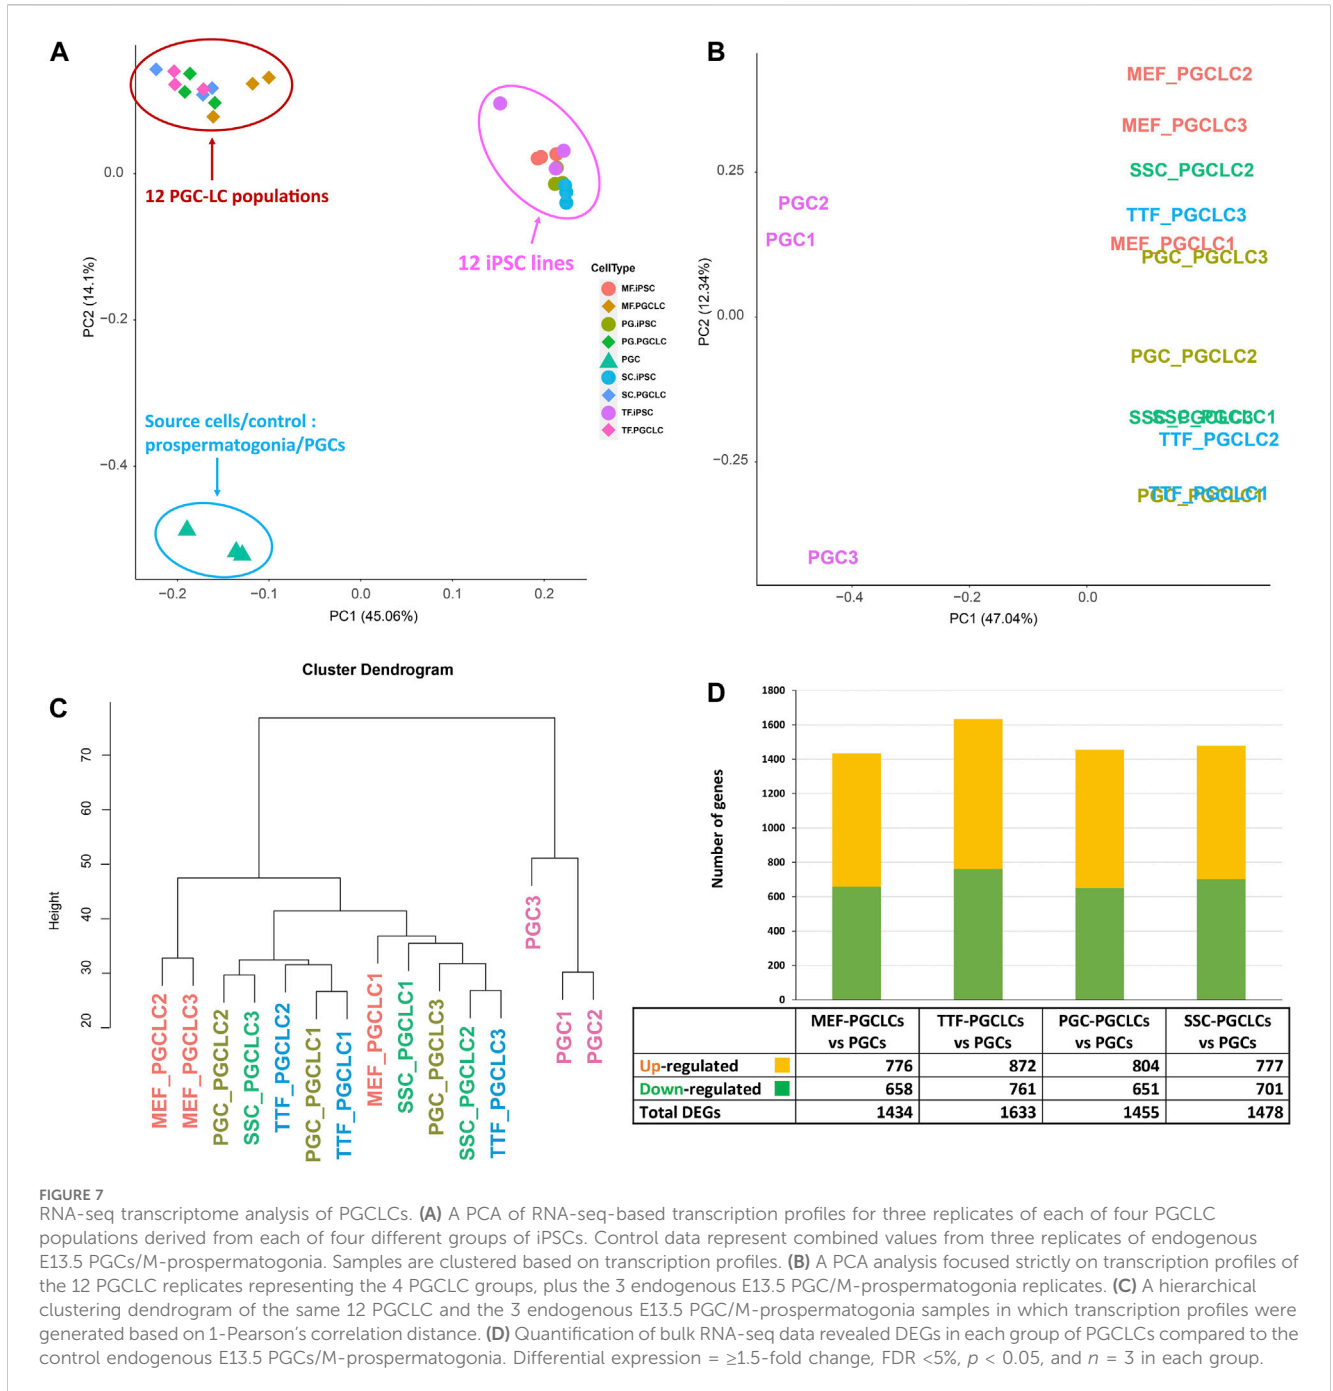 A
0.0
−0.2
−0.4
PC2 (14.1%)
12 PGC-LC populations
12 iPSC lines
Source cells/control :
prospermatogonia/PGCs
−0.2
−0.1
0.0
0.1
0.2
PC1 (45.06%)
CellType
MF.iPSC
MF.PGCLC
PG.iPSC
PG.PGCLC
PGC
SC.iPSC
SC.PGCLC
TF.iPSC
TF.PGCLC
B
0.25
0.00
−0.25
PC2 (12.34%)
MEF_PGCLC2
MEF_PGCLC3
SSC_PGCLC2
PGC2
TTF_PGCLC3
PGC1
MEF_PGCLC1
PGC_PGCLC3
PGC_PGCLC2
SSC_PGCLC3
SSC_PGCLC1
TTF_PGCLC2
PGC_PGCLC1
TTF_PGCLC1
PGC3
−0.4
−0.2
0.0
PC1 (47.04%)
Cluster Dendrogram
C
Height
70
60
50
40
30
20
MEF_PGCLC2
MEF_PGCLC3
PGC_PGCLC2
SSC_PGCLC3
TTF_PGCLC2
PGC_PGCLC1
TTF_PGCLC1
MEF_PGCLC1
SSC_PGCLC1
PGC_PGCLC3
SSC_PGCLC2
TTF_PGCLC3
PGC3
PGC1
PGC2
D
Number of genes
1800
1600
1400
1200
1000
800
600
400
200
0
MEF-PGCLCs vs PGCs TTF-PGCLCs vs PGCs PGC-PGCLCs vs PGCs SSC-PGCLCs vs PGCs
Up-regulated 776 872 804 777
Down-regulated 658 761 651 701
Total DEGs 1434 1633 1455 1478
FIGURE 7
RNA-seq transcriptome analysis of PGCLCs. (A) A PCA of RNA-seq-based transcription profiles for three replicates of each of four PGCLC
populations derived from each of four different groups of iPSCs. Control data represent combined values from three replicates of endogenous
E13.5 PGCs/M-prospermatogonia. Samples are clustered based on transcription profiles. (B) A PCA analysis focused strictly on transcription profiles of
the 12 PGCLC replicates representing the 4 PGCLC groups, plus the 3 endogenous E13.5 PGC/M-prospermatogonia replicates. (C) A hierarchical
clustering dendrogram of the same 12 PGCLC and the 3 endogenous E13.5 PGC/M-prospermatogonia samples in which transcription profiles were
generated based on 1-Pearson's correlation distance. (D) Quantification of bulk RNA-seq data revealed DEGs in each group of PGCLCs compared to the
control endogenous E13.5 PGCs/M-prospermatogonia. Differential expression = ≥1.5-fold change, FDR <5%, p < 0.05, and n = 3 in each group.